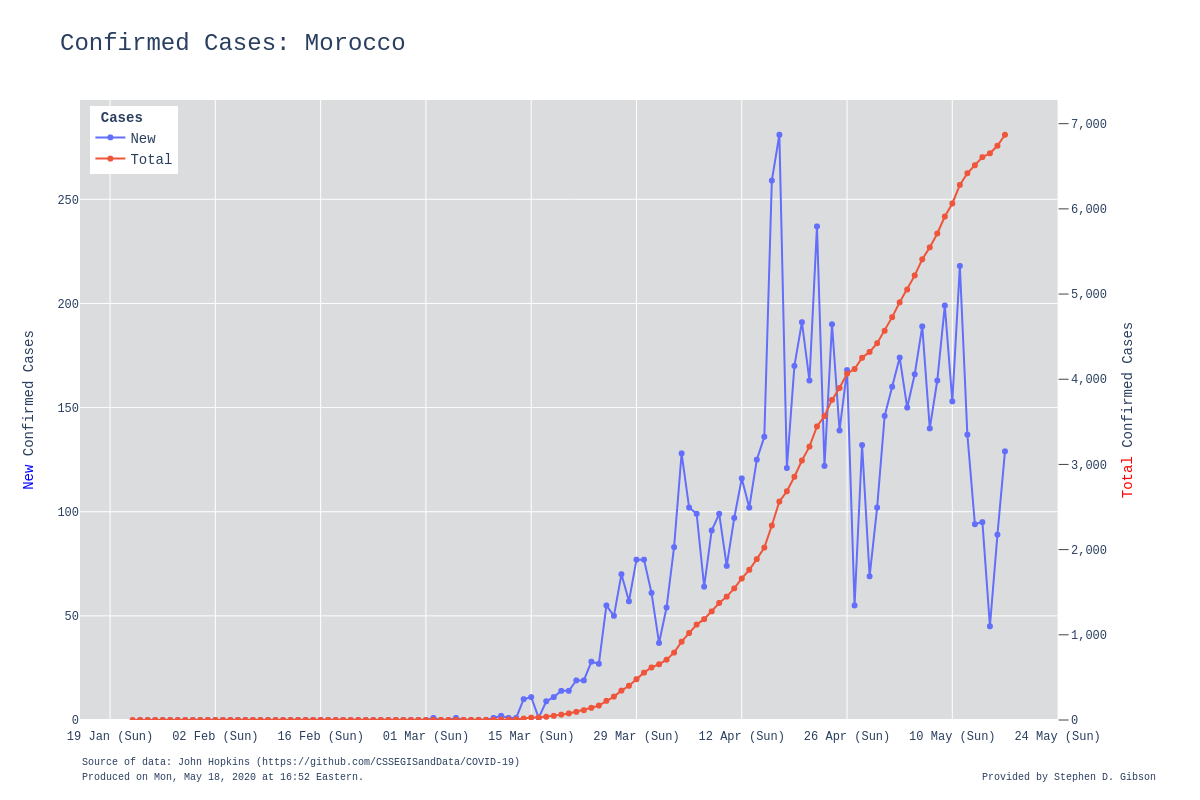 Confirmed Cases: Morocco
Cases
New
Total
250
200
150
100
50
0
7,000
6,000
5,000
4,000
3,000
2,000
1,000
0
New Confirmed Cases
Total Confirmed Cases
19 Jan (Sun) 02 Feb (Sun) 16 Feb (Sun) 01 Mar (Sun) 15 Mar (Sun) 29 Mar (Sun) 12 Apr (Sun) 26 Apr (Sun) 10 May (Sun) 24 May (Sun)
Source of data: John Hopkins (https://github.com/CSSEGISandData/COVID-19)
Produced on Mon, May 18, 2020 at 16:52 Eastern.
Provided by Stephen D. Gibson